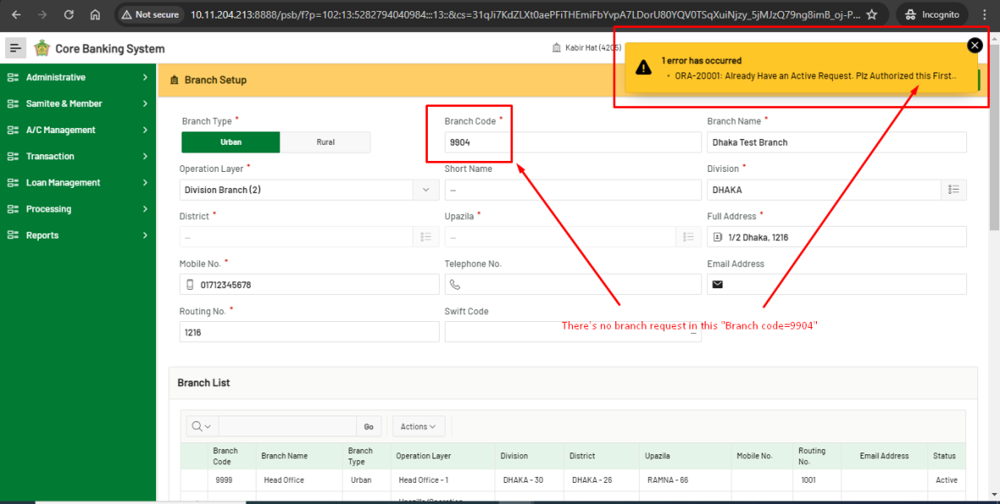 Not secure
10.11.204.213:8888/psb/f?p=102:13:5282794040984:::13::&cs=31qJi7KdZLXt0aePFiTHEmiFbYvpA7LDorU80YQV0TSqXuiNjzy_5jMJzQ79ng8imB_oj-P...
Incognito
Core Banking System
Kabir Hat (4205)
1 error has occurred
• ORA-20001: Already Have an Active Request. Plz Authorized this First..
Administrative
Samitee & Member
A/C Management
Transaction
Loan Management
Processing
Reports
Branch Setup
Branch Type *
Branch Code *
Branch Name *
Urban
Rural
9904
Dhaka Test Branch
Operation Layer *
Short Name
Division *
Division Branch (2)
–
DHAKA
District *
Upazila *
Full Address *
–
–
1/2 Dhaka, 1216
Mobile No. *
Telephone No.
Email Address
01712345678
Routing No. *
Swift Code
1216
–
There's no branch request in this "Branch code=9904"
Branch List
Go
Actions
Branch Code
Branch Name
Branch Type
Operation Layer
Division
District
Upazila
Mobile No.
Routing No.
Email Address
Status
9999
Head Office
Urban
Head Office - 1
DHAKA - 30
DHAKA - 26
RAMNA - 66
1001
Active